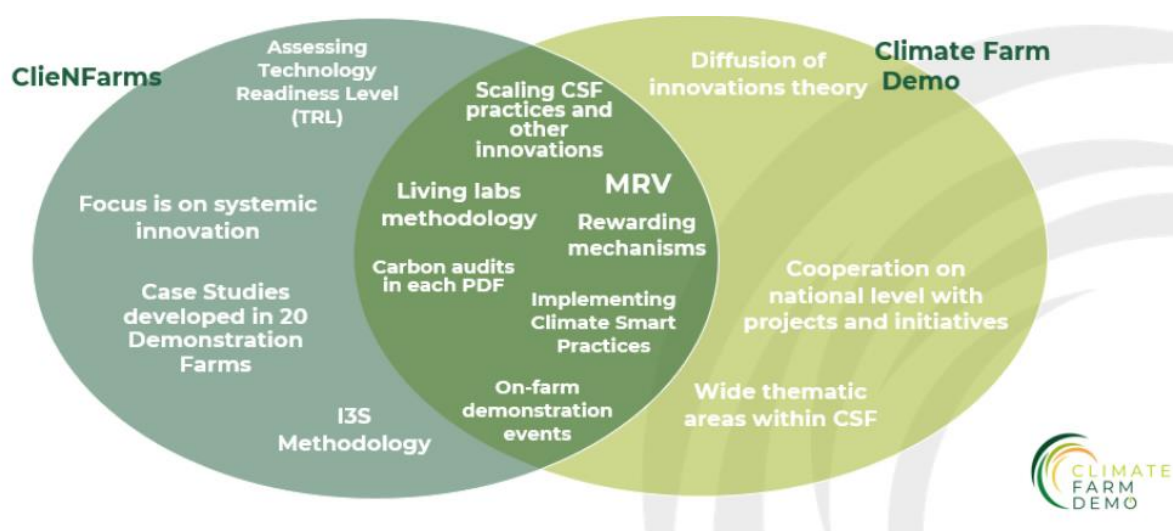 ClieNFarms
Assessing
Technology
Readiness Level
(TRL)
Focus is on systemic
innovation
Case Studies
developed in 20
Demonstration
Farms
I3S
Methodology
Scaling CSF
practices and
other
innovations
Living labs
methodology
MRV
Rewarding
mechanisms
Carbon audits
in each PDF
Implementing
Climate Smart
Practices
On-farm
demonstration
events
Climate Farm
Demo
Diffusion of
innovations theory
Cooperation on
national level with
projects and initiatives
Wide thematic
areas within CSF
CLIMATE
FARM
DEMO